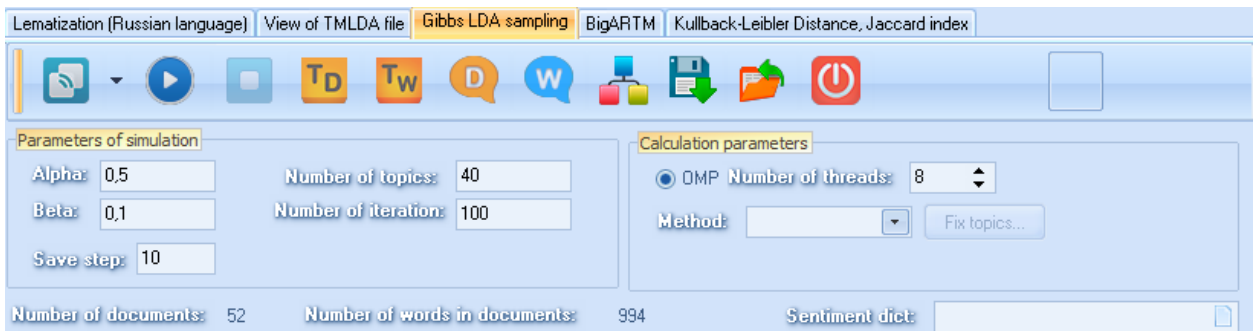 Lematization (Russian language) View of TMLDA file Gibbs LDA sampling BigARTM Kullback-Leibler Distance, Jaccard index
TD TW D W
Parameters of simulation Calculation parameters
Alpha: 0,5 Number of topics: 40 OMP Number of threads: 8
Beta: 0,1 Number of iteration: 100 Method: Fix topics...
Save step: 10
Number of documents: 52 Number of words in documents: 994 Sentiment dict: